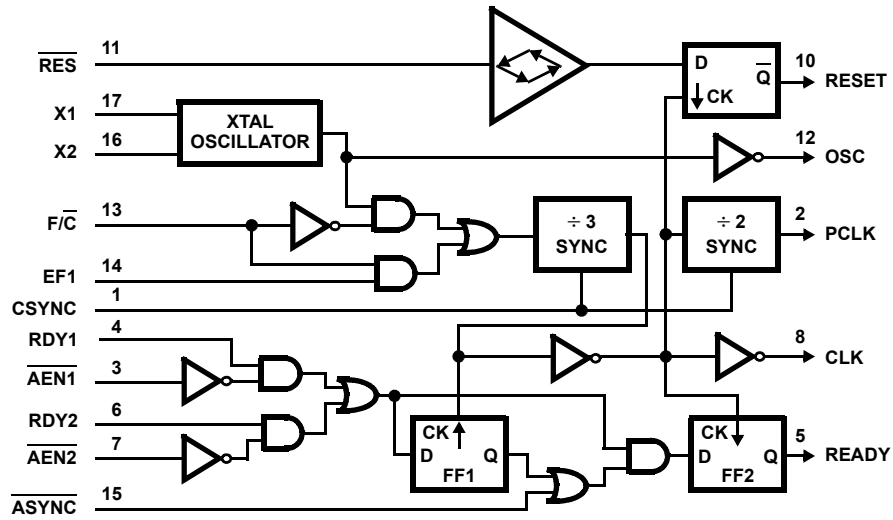 RES 11
D Q 10 RESET
CK
X1 17
XTAL
OSCILLATOR
X2 16
12 OSC
F/C 13
÷ 3
SYNC
÷ 2
SYNC
2 PCLK
EF1 14
CSYNC 1
RDY1 4
8 CLK
AEN1 3
RDY2 6
CK
D Q
FF1
CK
D Q
FF2
5 READY
AEN2 7
ASYNC 15